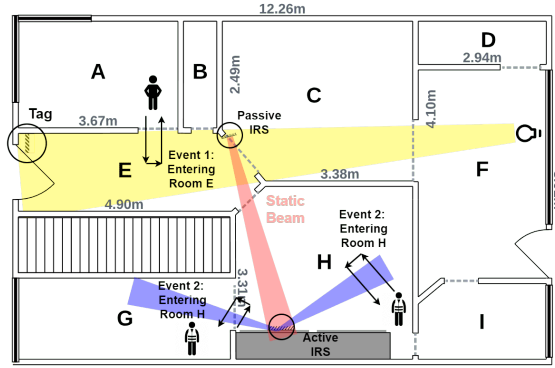 12.26m
D
2.94m
A
B
2.49m
C
4.10m
Tag
3.67m
Passive
IRS
F
E
Event 1:
Entering
Room E
3.38m
4.90m
Static
Beam
Event 2:
Entering
Room H
H
3.31m
Event 2:
Entering
Room H
G
I
Active
IRS